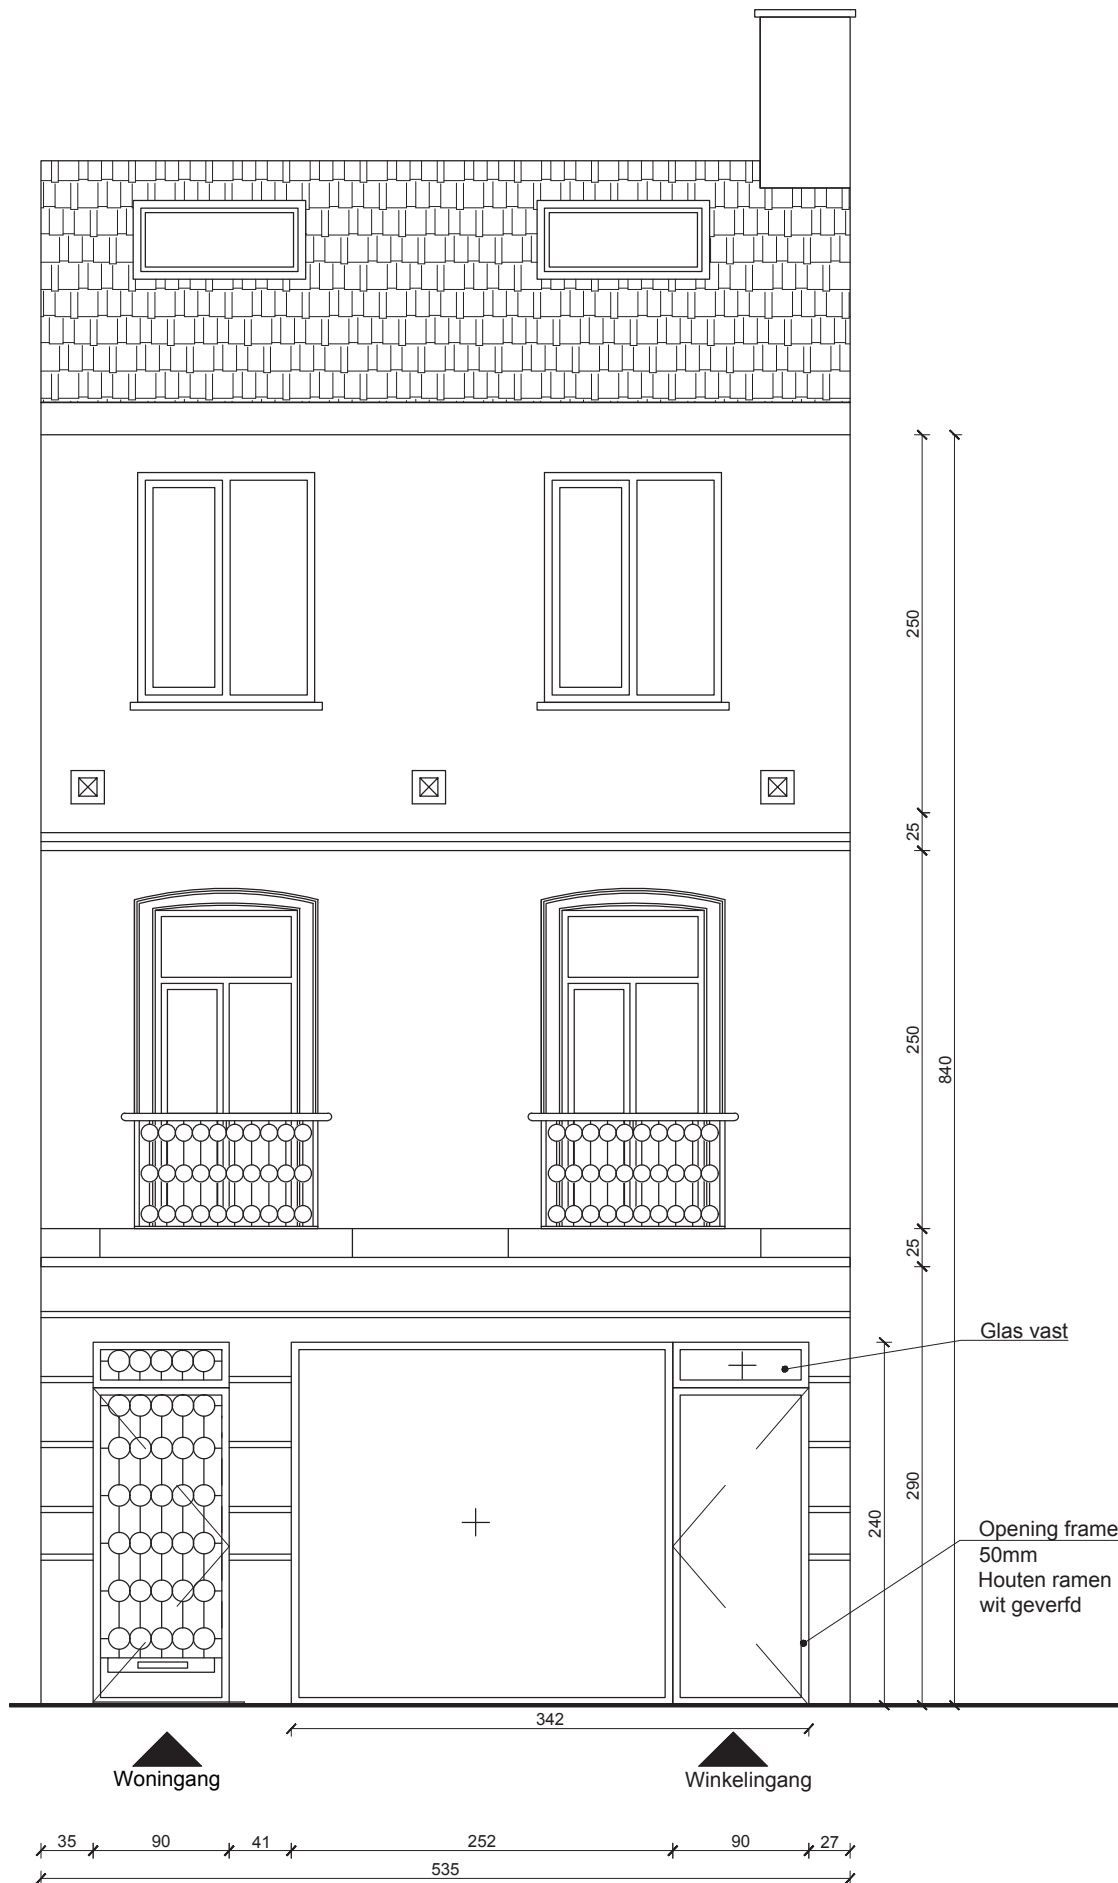 250
25
250
840
25
Glas vast
290
240
Opening frame
50mm
Houten ramen
wit geverfd
342
Woningang
Winkelingang
35 90 41 252 90 27
535